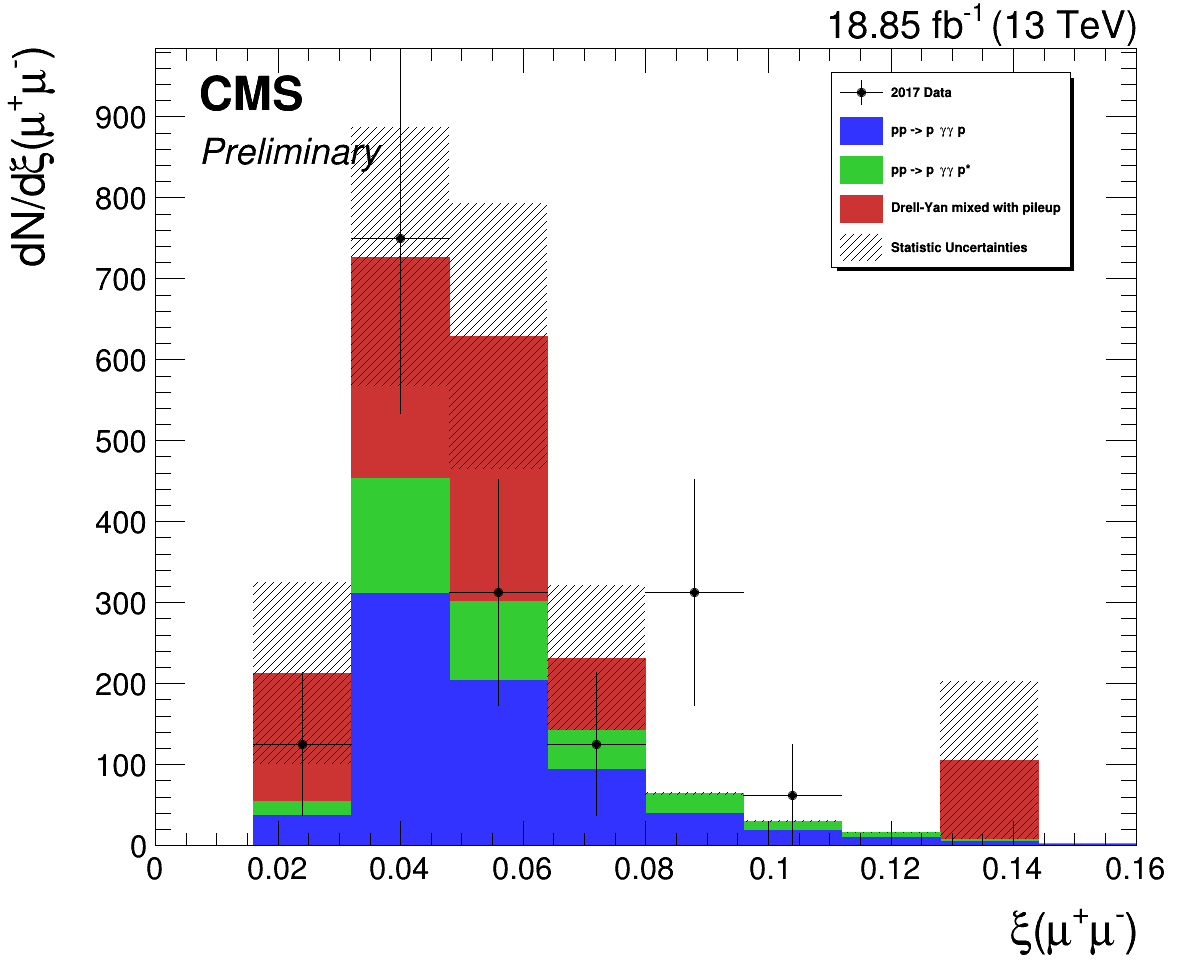 18.85 fb⁻¹ (13 TeV)
dN/dξ(μ⁺μ⁻)
CMS
Preliminary
2017 Data
pp -> p γγ p
pp -> p γγ p*
Drell-Yan mixed with pileup
Statistic Uncertainties
900
800
700
600
500
400
300
200
100
0
0 0.02 0.04 0.06 0.08 0.1 0.12 0.14 0.16
ξ(μ⁺μ⁻)